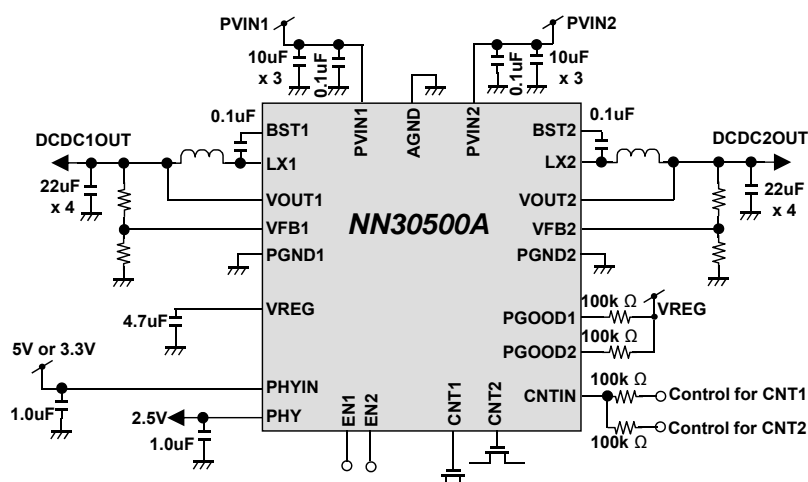 PVIN1
PVIN2
10uF
x 3
0.1uF
0.1uF
10uF
x 3
PVIN1
AGND
PVIN2
0.1uF
BST1
BST2
0.1uF
DCDC1OUT
LX1
LX2
DCDC2OUT
22uF
x 4
VOUT1
VOUT2
22uF
x 4
VFB1
NN30500A
VFB2
PGND1
PGND2
4.7uF
VREG
100k Ω
PGOOD1
VREG
100k Ω
PGOOD2
5V or 3.3V
1.0uF
PHYIN
2.5V
PHY
1.0uF
EN1
EN2
CNT1
CNT2
CNTIN
100k Ω
Control for CNT1
100k Ω
Control for CNT2